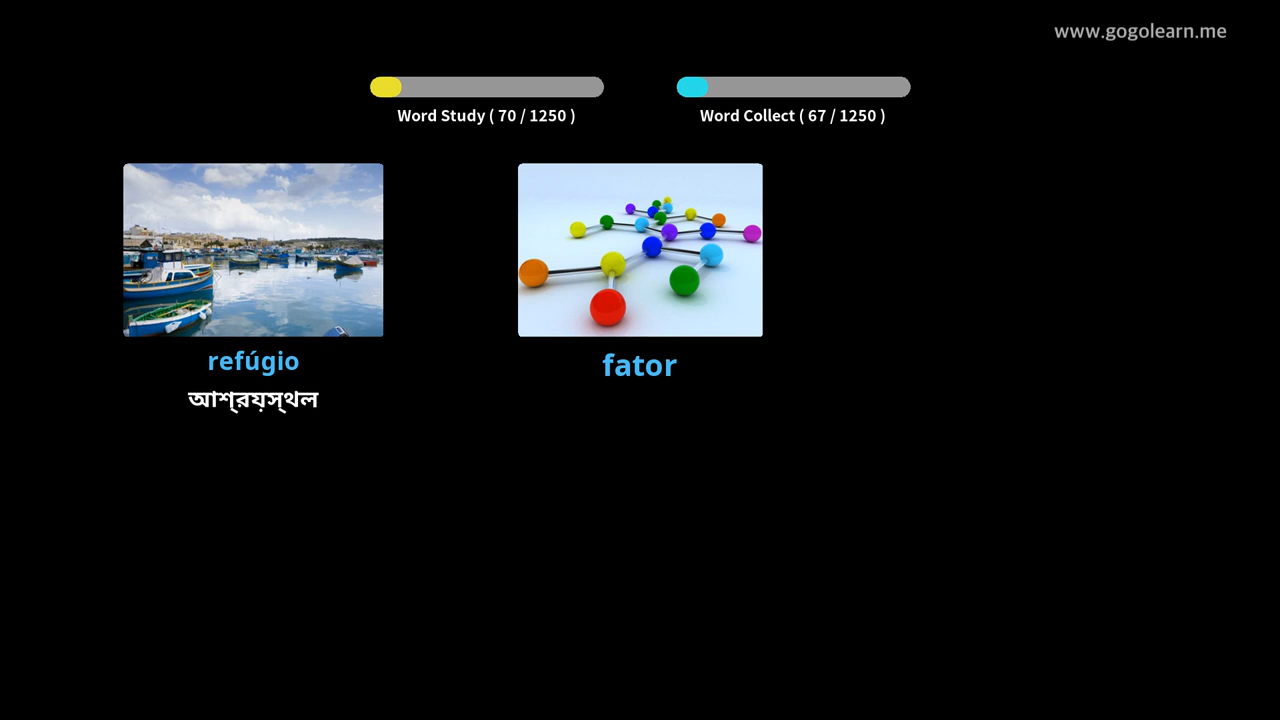 www.gogolearn.me
Word Study ( 70 / 1250 )
Word Collect ( 67 / 1250 )
refúgio
fator
আশ্রয়স্থল